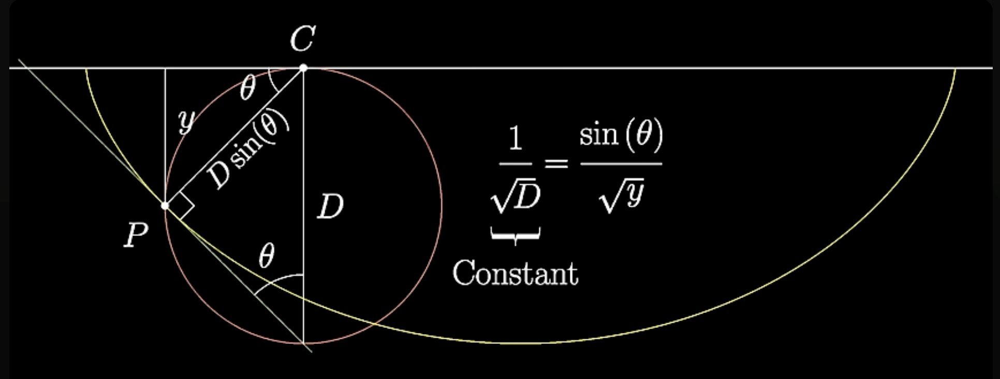 C
θ
y
D sin(θ)
1/√D = sin (θ)/√y
D
P
θ
Constant